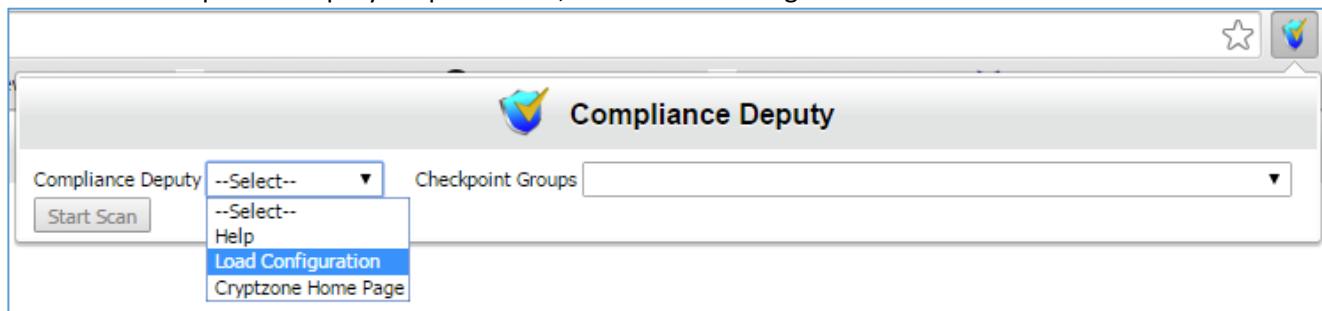 Compliance Deputy
Compliance Deputy --Select-- Checkpoint Groups
Start Scan
--Select--
Help
Load Configuration
Cryptzone Home Page